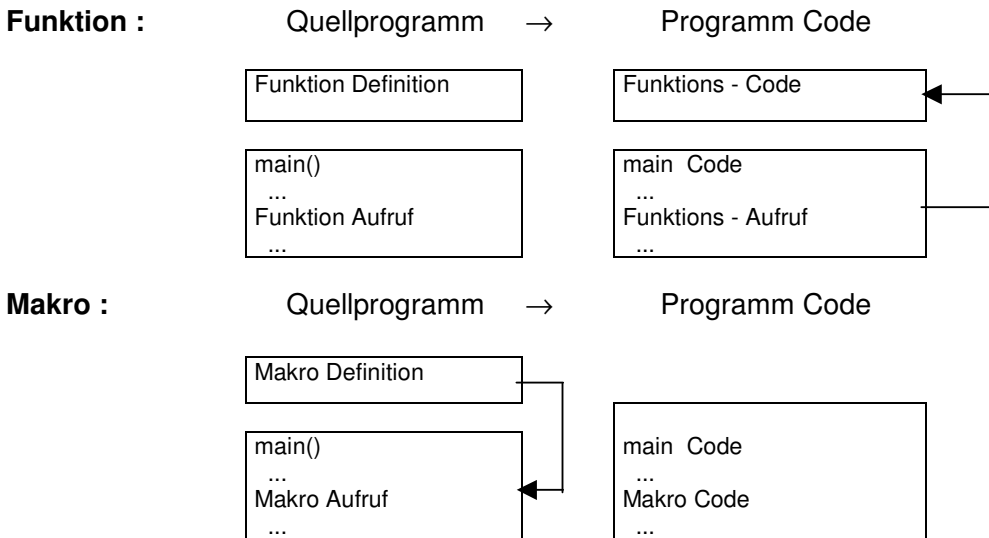 Funktion : Quellprogramm → Programm Code
Funktion Definition
Funktions - Code
main()
...
Funktion Aufruf
...
main Code
...
Funktions - Aufruf
...
Makro : Quellprogramm → Programm Code
Makro Definition
main()
...
Makro Aufruf
...
main Code
...
Makro Code
...